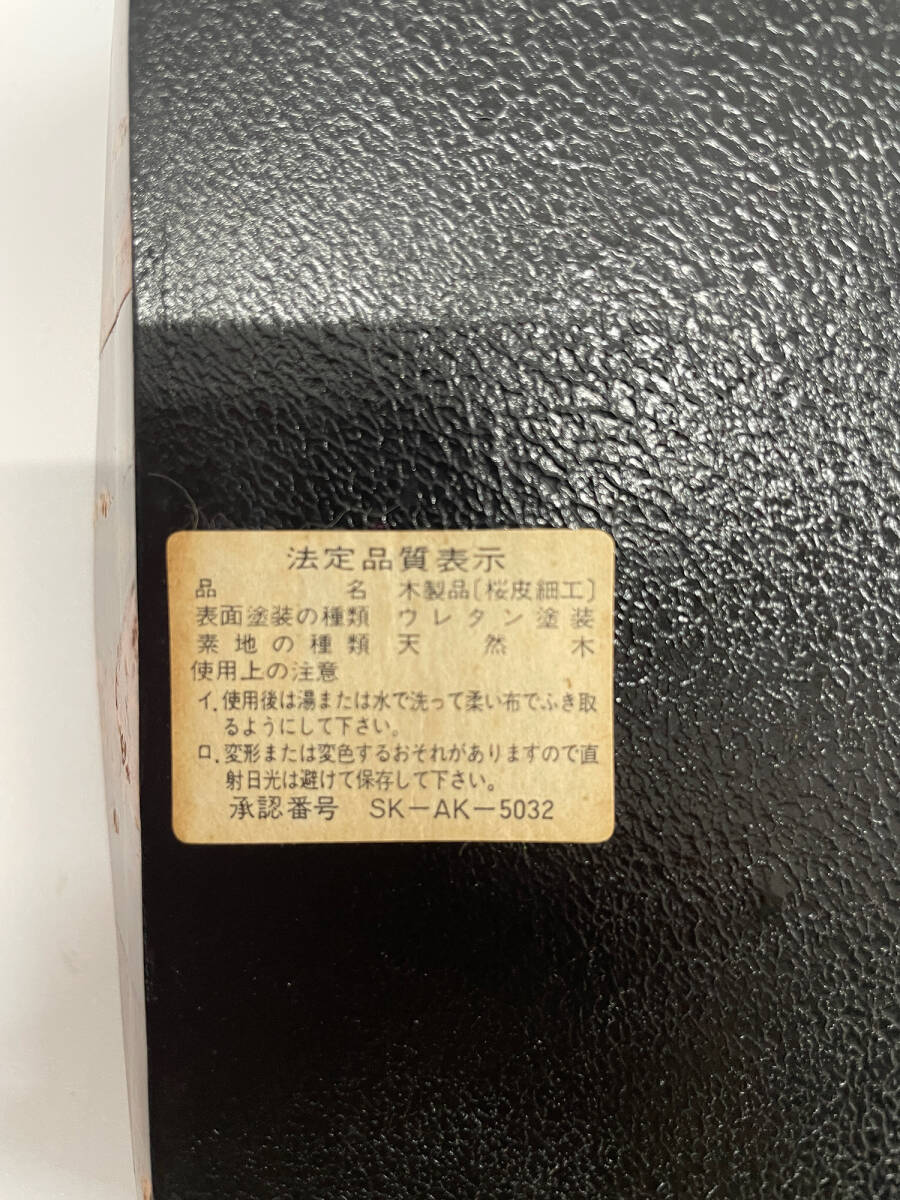 法定品質表示
品名 木製品〔桜皮細工〕
表面塗装の種類 ウレタン塗装
素地の種類 天然木
使用上の注意
イ.使用後は湯または水で洗って柔い布でふき取
るようにして下さい。
ロ.変形または変色するおそれがありますので直
射日光は避けて保存して下さい。
承認番号 SK-AK-5032